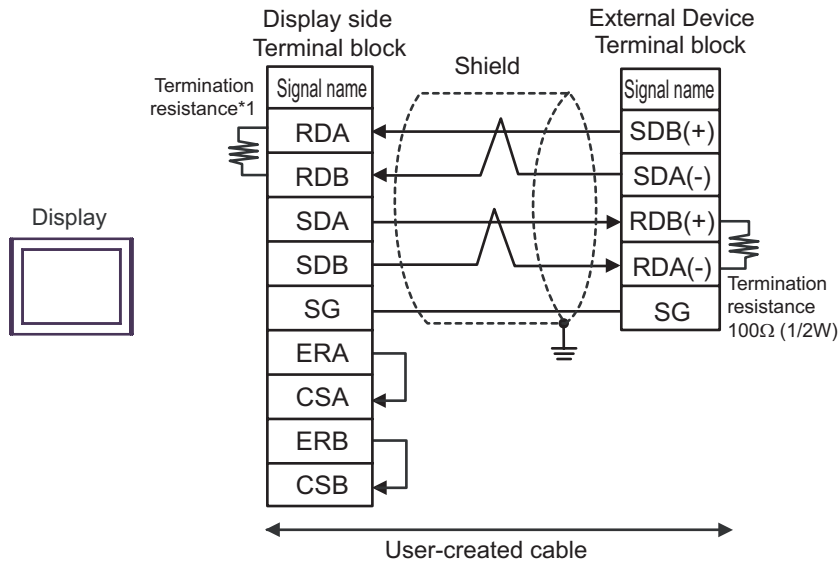 Display side
Terminal block
External Device
Terminal block
Shield
Termination
resistance*1
Signal name
RDA
RDB
SDA
SDB
SG
ERA
CSA
ERB
CSB
Signal name
SDB(+)
SDA(-)
RDB(+)
RDA(-)
SG
Termination
resistance
100Ω (1/2W)
Display
User-created cable